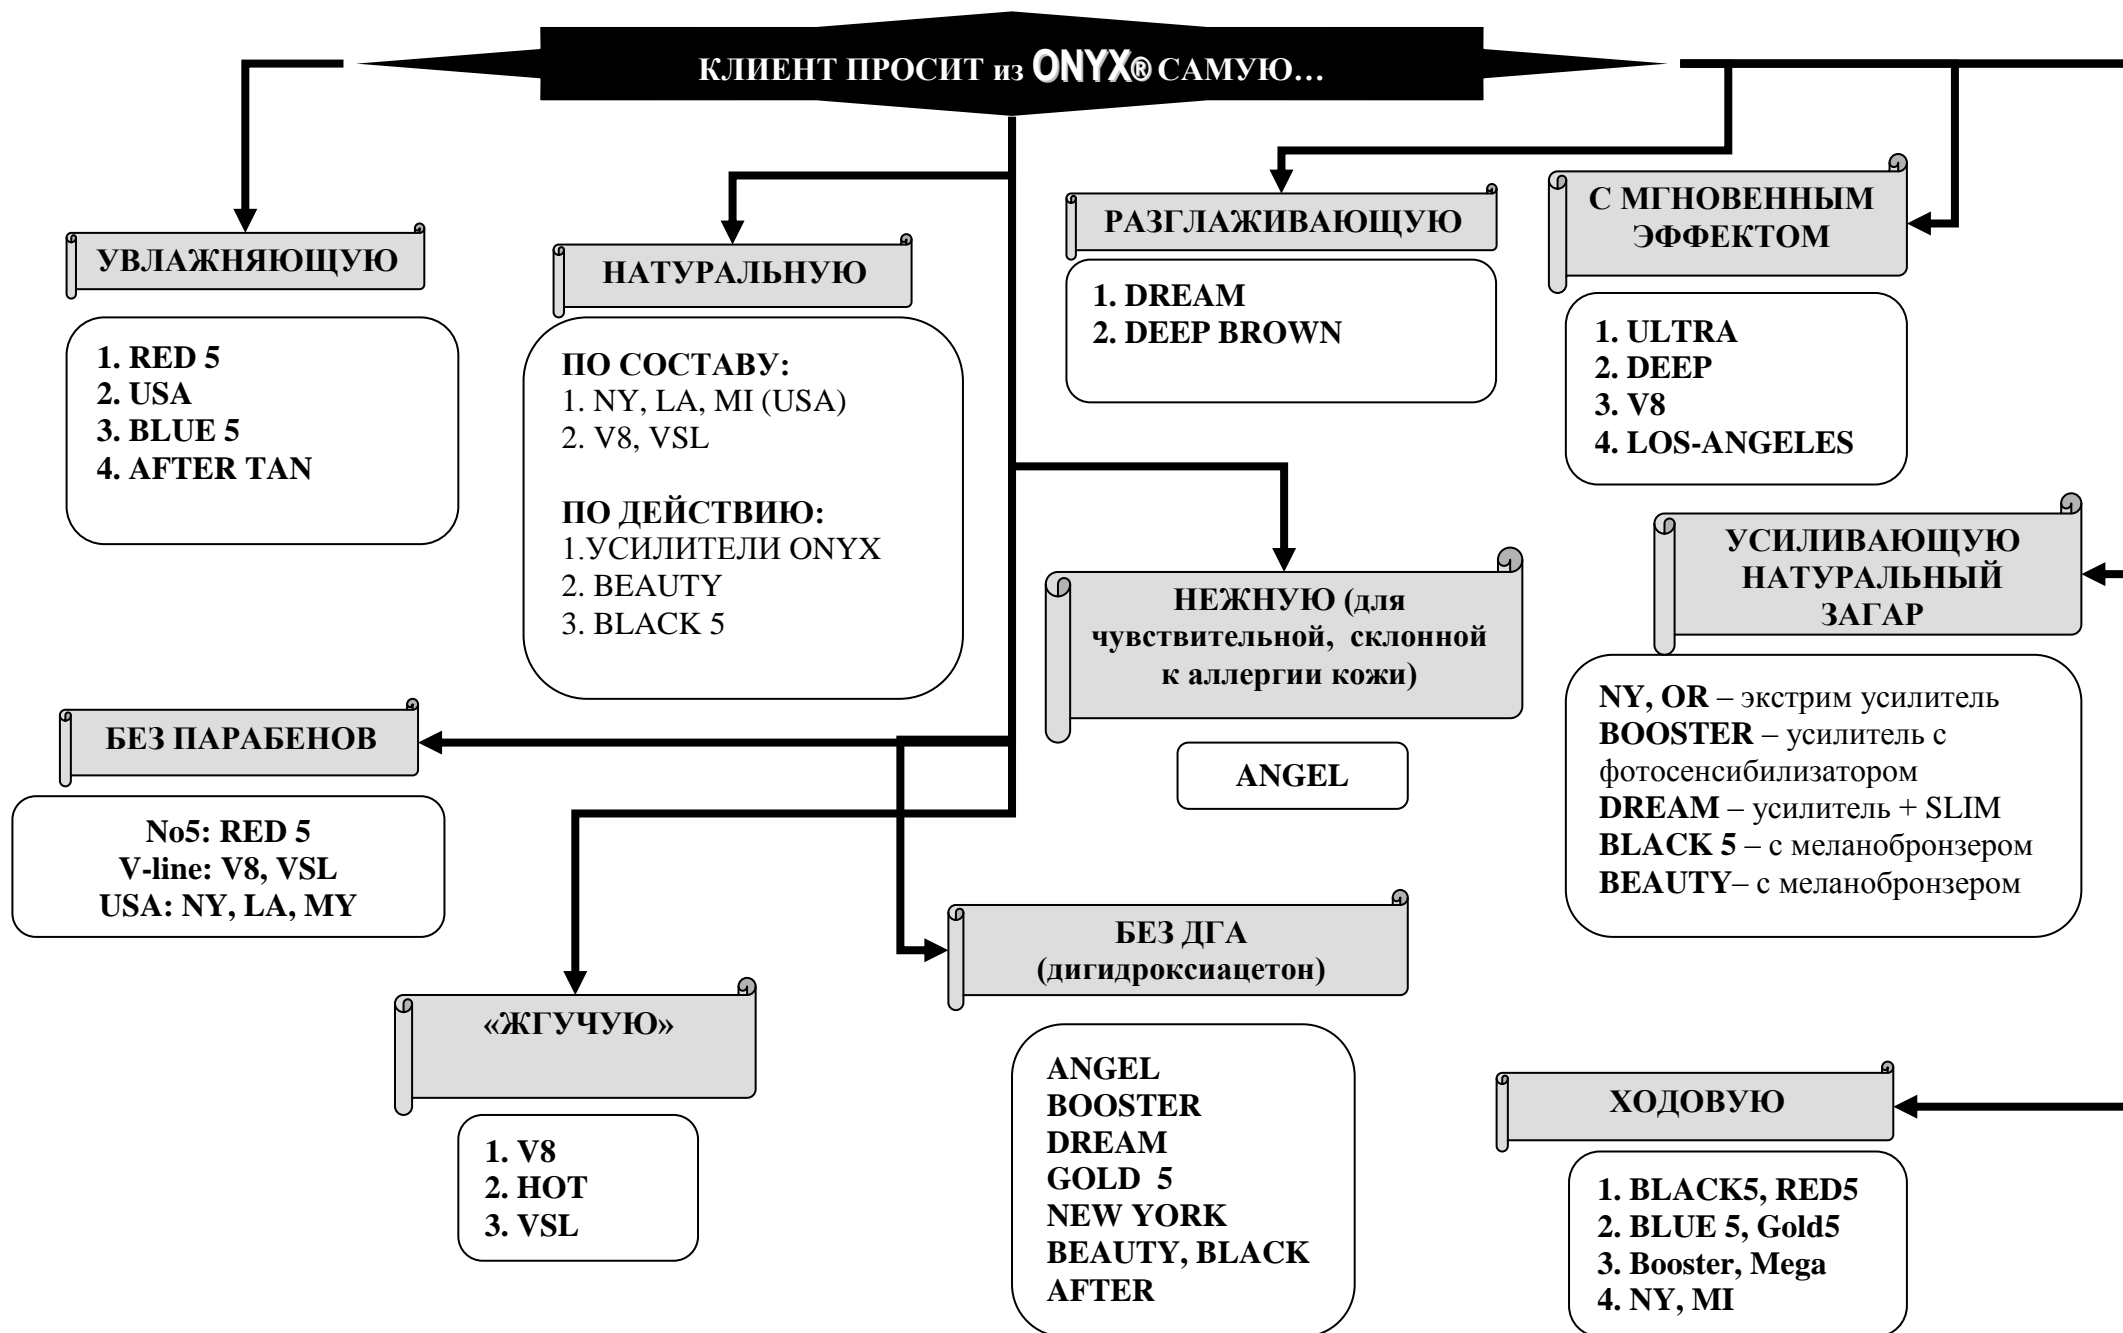 КЛИЕНТ ПРОСИТ из ONYX® САМУЮ…
УВЛАЖНЯЮЩУЮ
1. RED 5
2. USA
3. BLUE 5
4. AFTER TAN
НАТУРАЛЬНУЮ
ПО СОСТАВУ:
1. NY, LA, MI (USA)
2. V8, VSL
ПО ДЕЙСТВИЮ:
1.УСИЛИТЕЛИ ONYX
2. BEAUTY
3. BLACK 5
РАЗГЛАЖИВАЮЩУЮ
1. DREAM
2. DEEP BROWN
С МГНОВЕННЫМ
ЭФФЕКТОМ
1. ULTRA
2. DEEP
3. V8
4. LOS-ANGELES
НЕЖНУЮ (для
чувствительной, склонной
к аллергии кожи)
ANGEL
УСИЛИВАЮЩУЮ
НАТУРАЛЬНЫЙ
ЗАГАР
NY, OR – экстрим усилитель
BOOSTER – усилитель с
фотосенсибилизатором
DREAM – усилитель + SLIM
BLACK 5 – с меланобронзером
BEAUTY– с меланобронзером
БЕЗ ПАРАБЕНОВ
No5: RED 5
V-line: V8, VSL
USA: NY, LA, MY
«ЖГУЧУЮ»
1. V8
2. HOT
3. VSL
БЕЗ ДГА
(дигидроксиацетон)
ANGEL
BOOSTER
DREAM
GOLD 5
NEW YORK
BEAUTY, BLACK
AFTER
ХОДОВУЮ
1. BLACK5, RED5
2. BLUE 5, Gold5
3. Booster, Mega
4. NY, MI